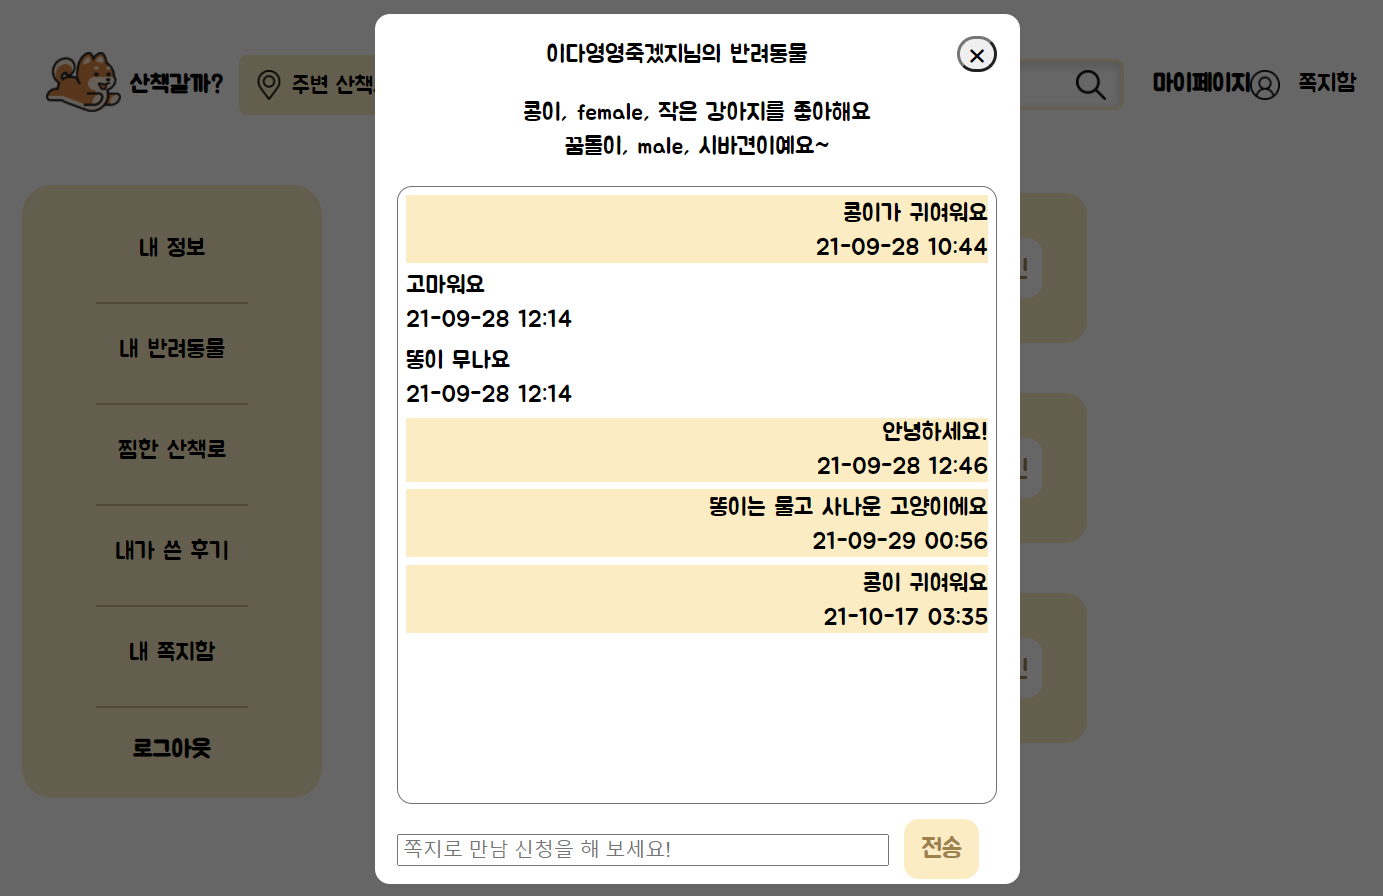 이다영영죽겠지님의 반려동물
콩이, female, 작은 강아지를 좋아해요
꿈돌이, male, 시바견이예요~
콩이가 귀여워요
21-09-28 10:44
고마워요
21-09-28 12:14
똥이 무나요
21-09-28 12:14
안녕하세요!
21-09-28 12:46
똥이는 물고 사나운 고양이에요
21-09-29 00:56
콩이 귀여워요
21-10-17 03:35
쪽지로 만남 신청을 해 보세요!
전송
산책갈까?
주변 산책
마이페이지
쪽지함
내 정보
내 반려동물
찜한 산책로
내가 쓴 후기
내 쪽지함
로그아웃